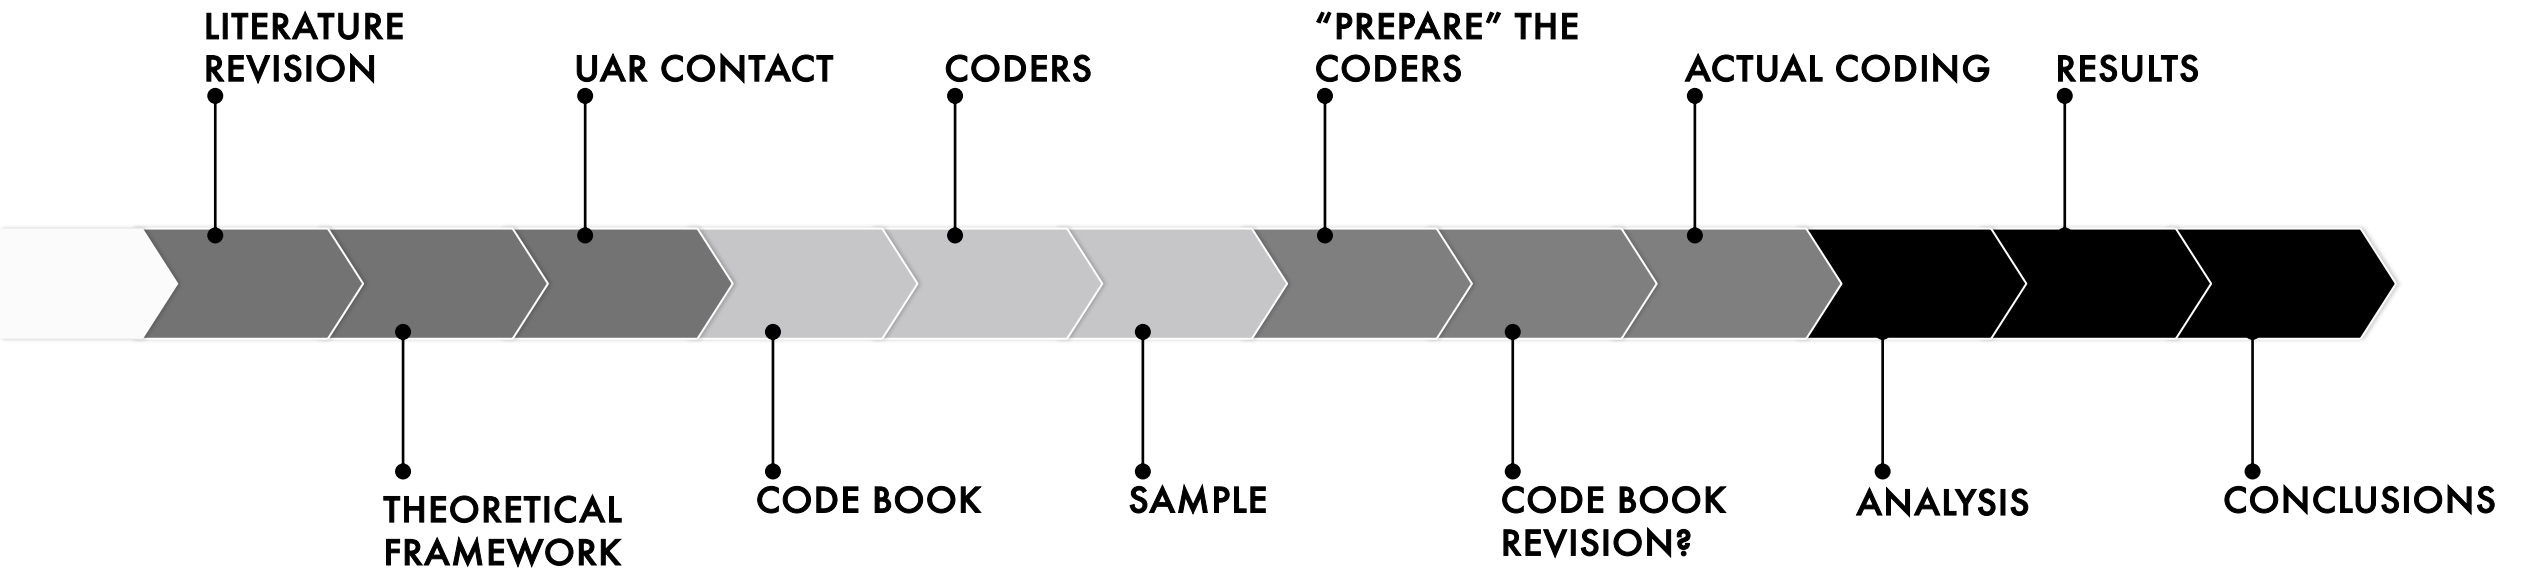 LITERATURE
REVISION
THEORETICAL
FRAMEWORK
UAR CONTACT
CODE BOOK
CODERS
SAMPLE
“PREPARE” THE
CODERS
CODE BOOK
REVISION?
ACTUAL CODING
ANALYSIS
RESULTS
CONCLUSIONS